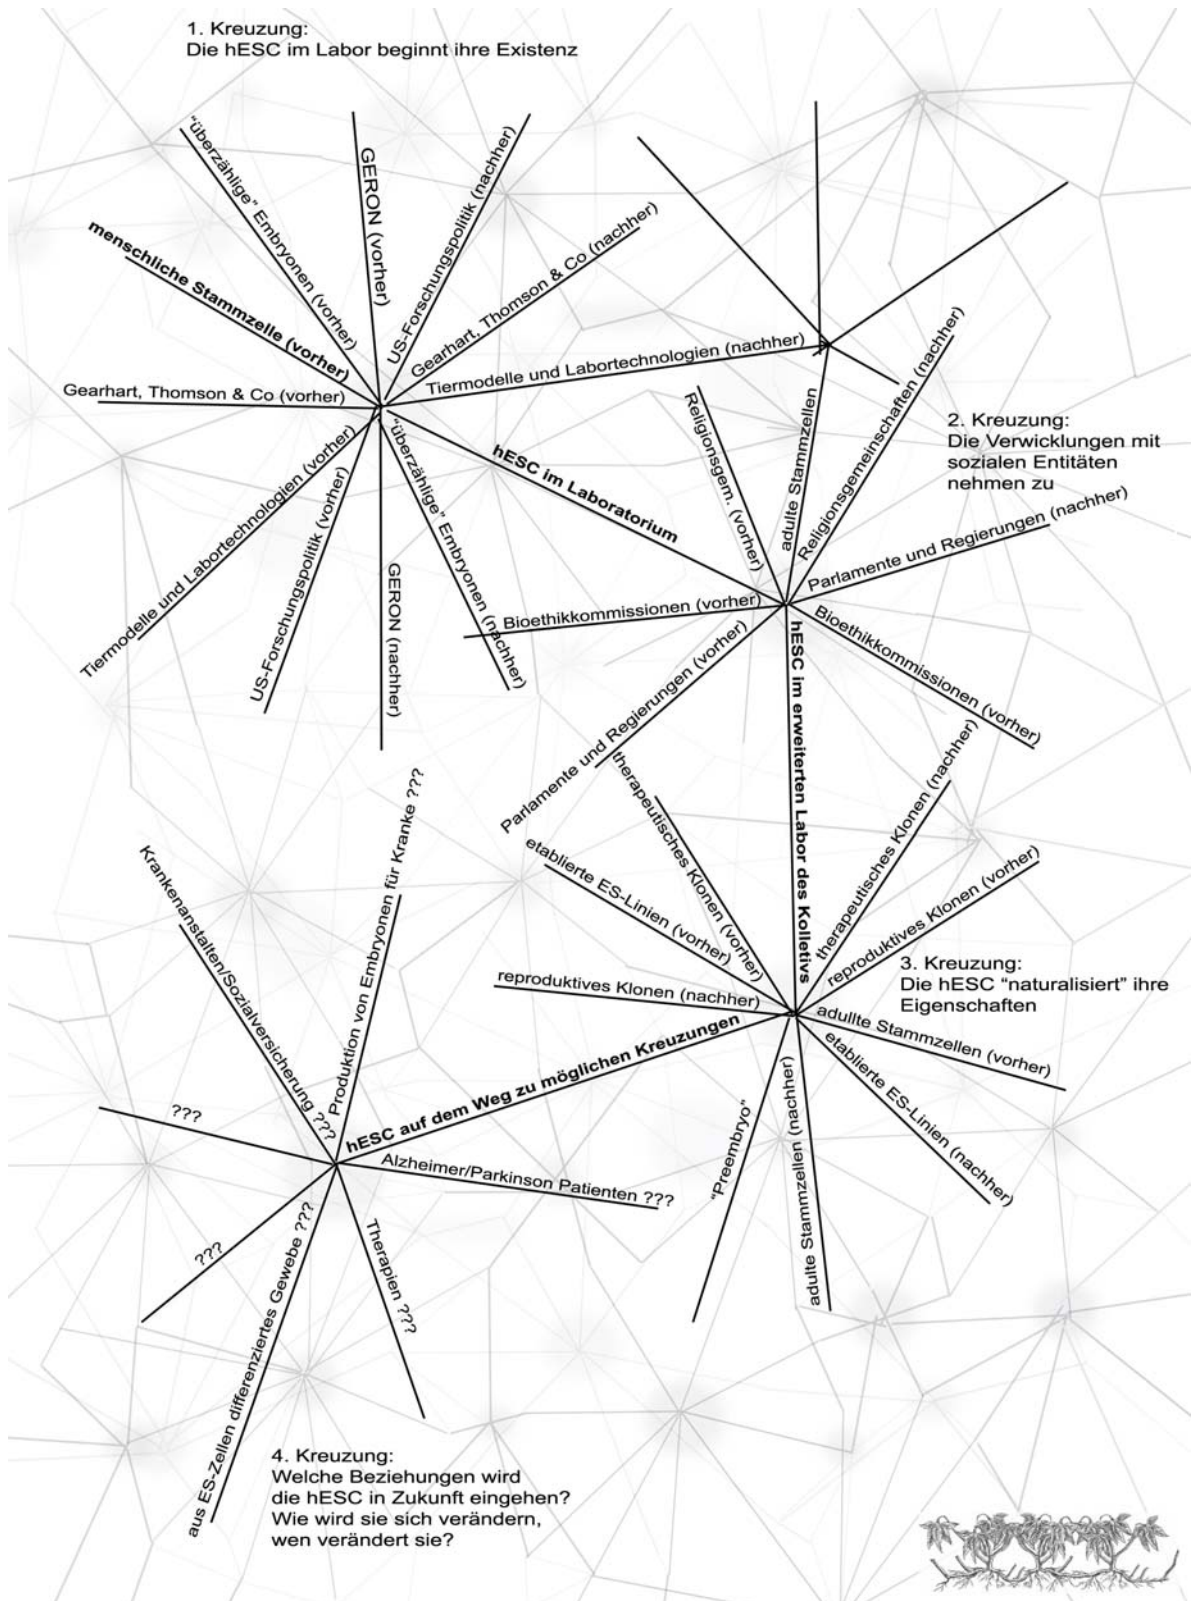 1. Kreuzung:
Die hESC im Labor beginnt ihre Existenz
"überzählige" Embryonen (vorher)
GERON (vorher)
US-Forschungspolitik (nachher)
menschliche Stammzelle (vorher)
Gearhart, Thomson & Co (nachher)
Gearhart, Thomson & Co (vorher)
Tiermodelle und Labortechnologien (nachher)
Tiermodelle und Labortechnologien (vorher)
US-Forschungspolitik (vorher)
GERON (nachher)
"überzählige" Embryonen (nachher)
hESC im Laboratorium
Religionsgem. (vorher)
adulte Stammzellen
Religionsgemeinschaften (nachher)
2. Kreuzung:
Die Verwicklungen mit
sozialen Entitäten
nehmen zu
Parlamente und Regierungen (nachher)
Bioethikkommissionen (vorher)
Bioethikkommissionen (vorher)
Parlamente und Regierungen (vorher)
hESC im erweiterten Labor des Kolletivs
therapeutisches Klonen (vorher)
therapeutisches Klonen (nachher)
etablierte ES-Linien (vorher)
reproduktives Klonen (vorher)
reproduktives Klonen (nachher)
3. Kreuzung:
Die hESC "naturalisiert" ihre
Eigenschaften
adullte Stammzellen (vorher)
etablierte ES-Linien (nachher)
adulte Stammzellen (nachher)
"Preembryo"
hESC auf dem Weg zu möglichen Kreuzungen
Krankenanstalten/Sozialversicherung ???
Produktion von Embryonen für Kranke ???
???
Alzheimer/Parkinson Patienten ???
???
aus ES-Zellen differenziertes Gewebe ???
Therapien ???
4. Kreuzung:
Welche Beziehungen wird
die hESC in Zukunft eingehen?
Wie wird sie sich verändern,
wen verändert sie?